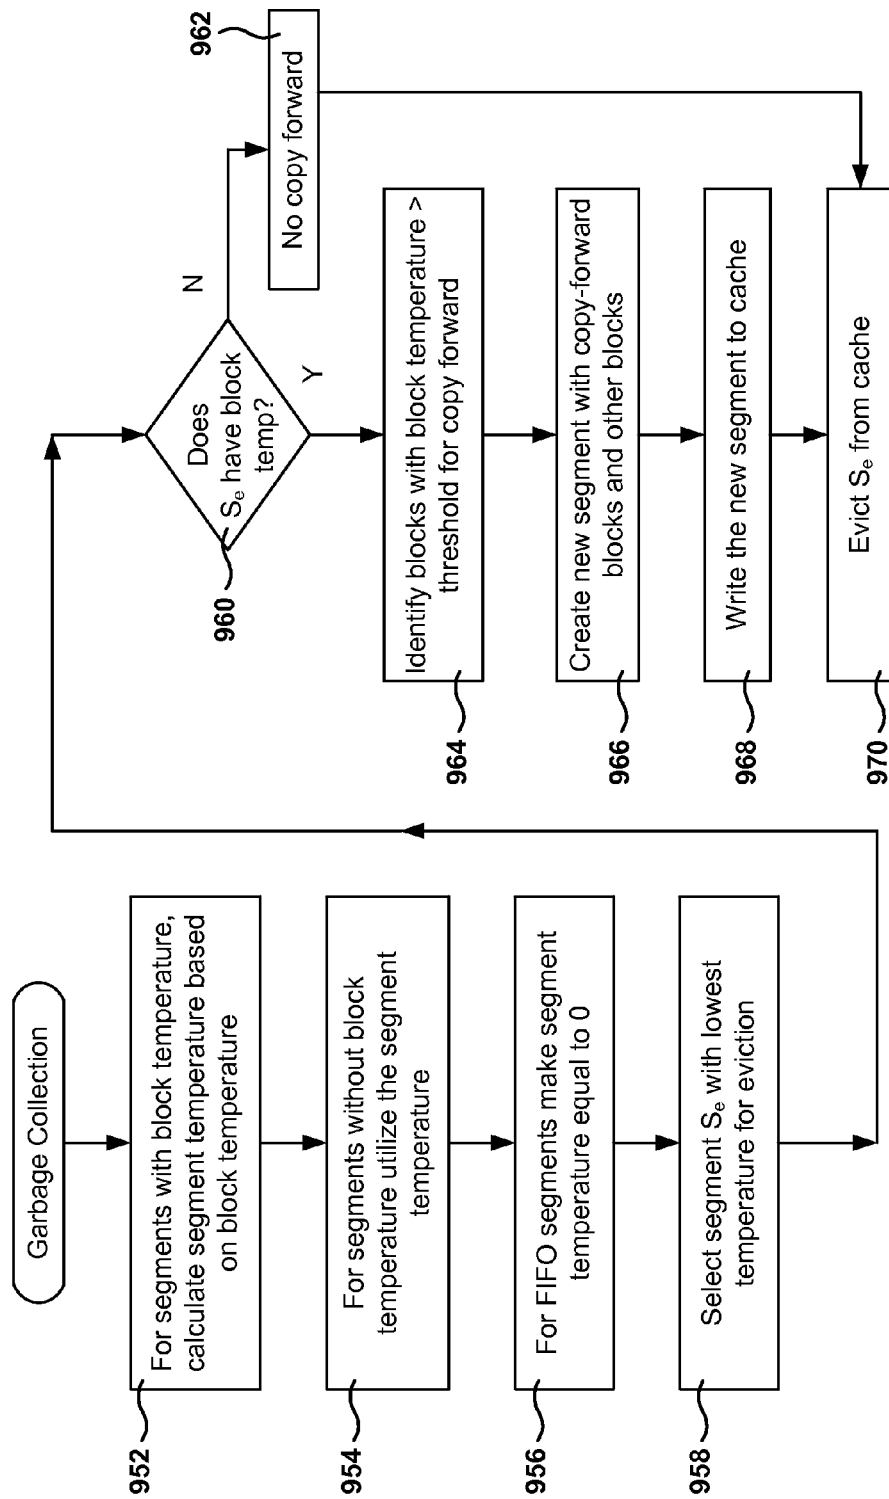 Garbage Collection
For segments with block temperature,
calculate segment temperature based
on block temperature
952
For segments without block
temperature utilize the segment
temperature
954
For FIFO segments make segment
temperature equal to 0
956
Select segment Se with lowest
temperature for eviction
958
Does
Se have block
temp?
960
N
Y
No copy forward
962
Identify blocks with block temperature >
threshold for copy forward
964
Create new segment with copy-forward
blocks and other blocks
966
Write the new segment to cache
968
Evict Se from cache
970